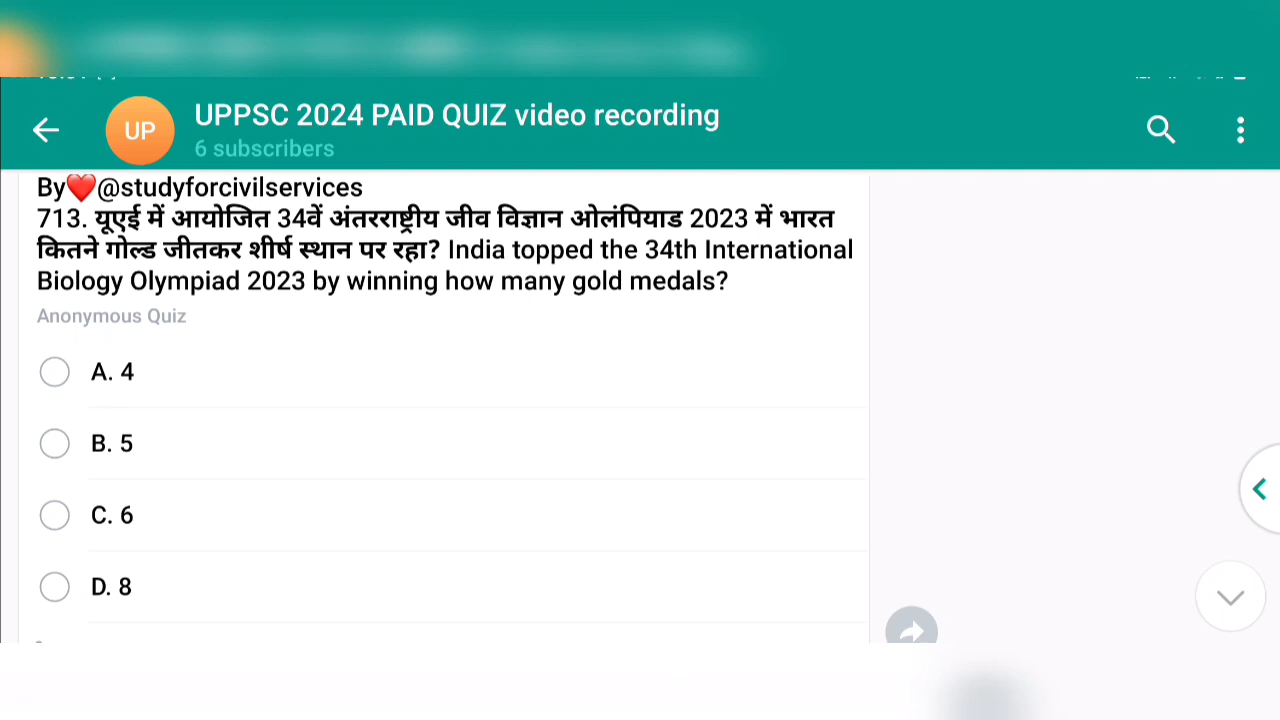 UP
UPPSC 2024 PAID QUIZ video recording
6 subscribers
By❤️@studyforcivilservices
713. यूएई में आयोजित 34वें अंतरराष्ट्रीय जीव विज्ञान ओलंपियाड 2023 में भारत
कितने गोल्ड जीतकर शीर्ष स्थान पर रहा? India topped the 34th International
Biology Olympiad 2023 by winning how many gold medals?
Anonymous Quiz
A. 4
B. 5
C. 6
D. 8